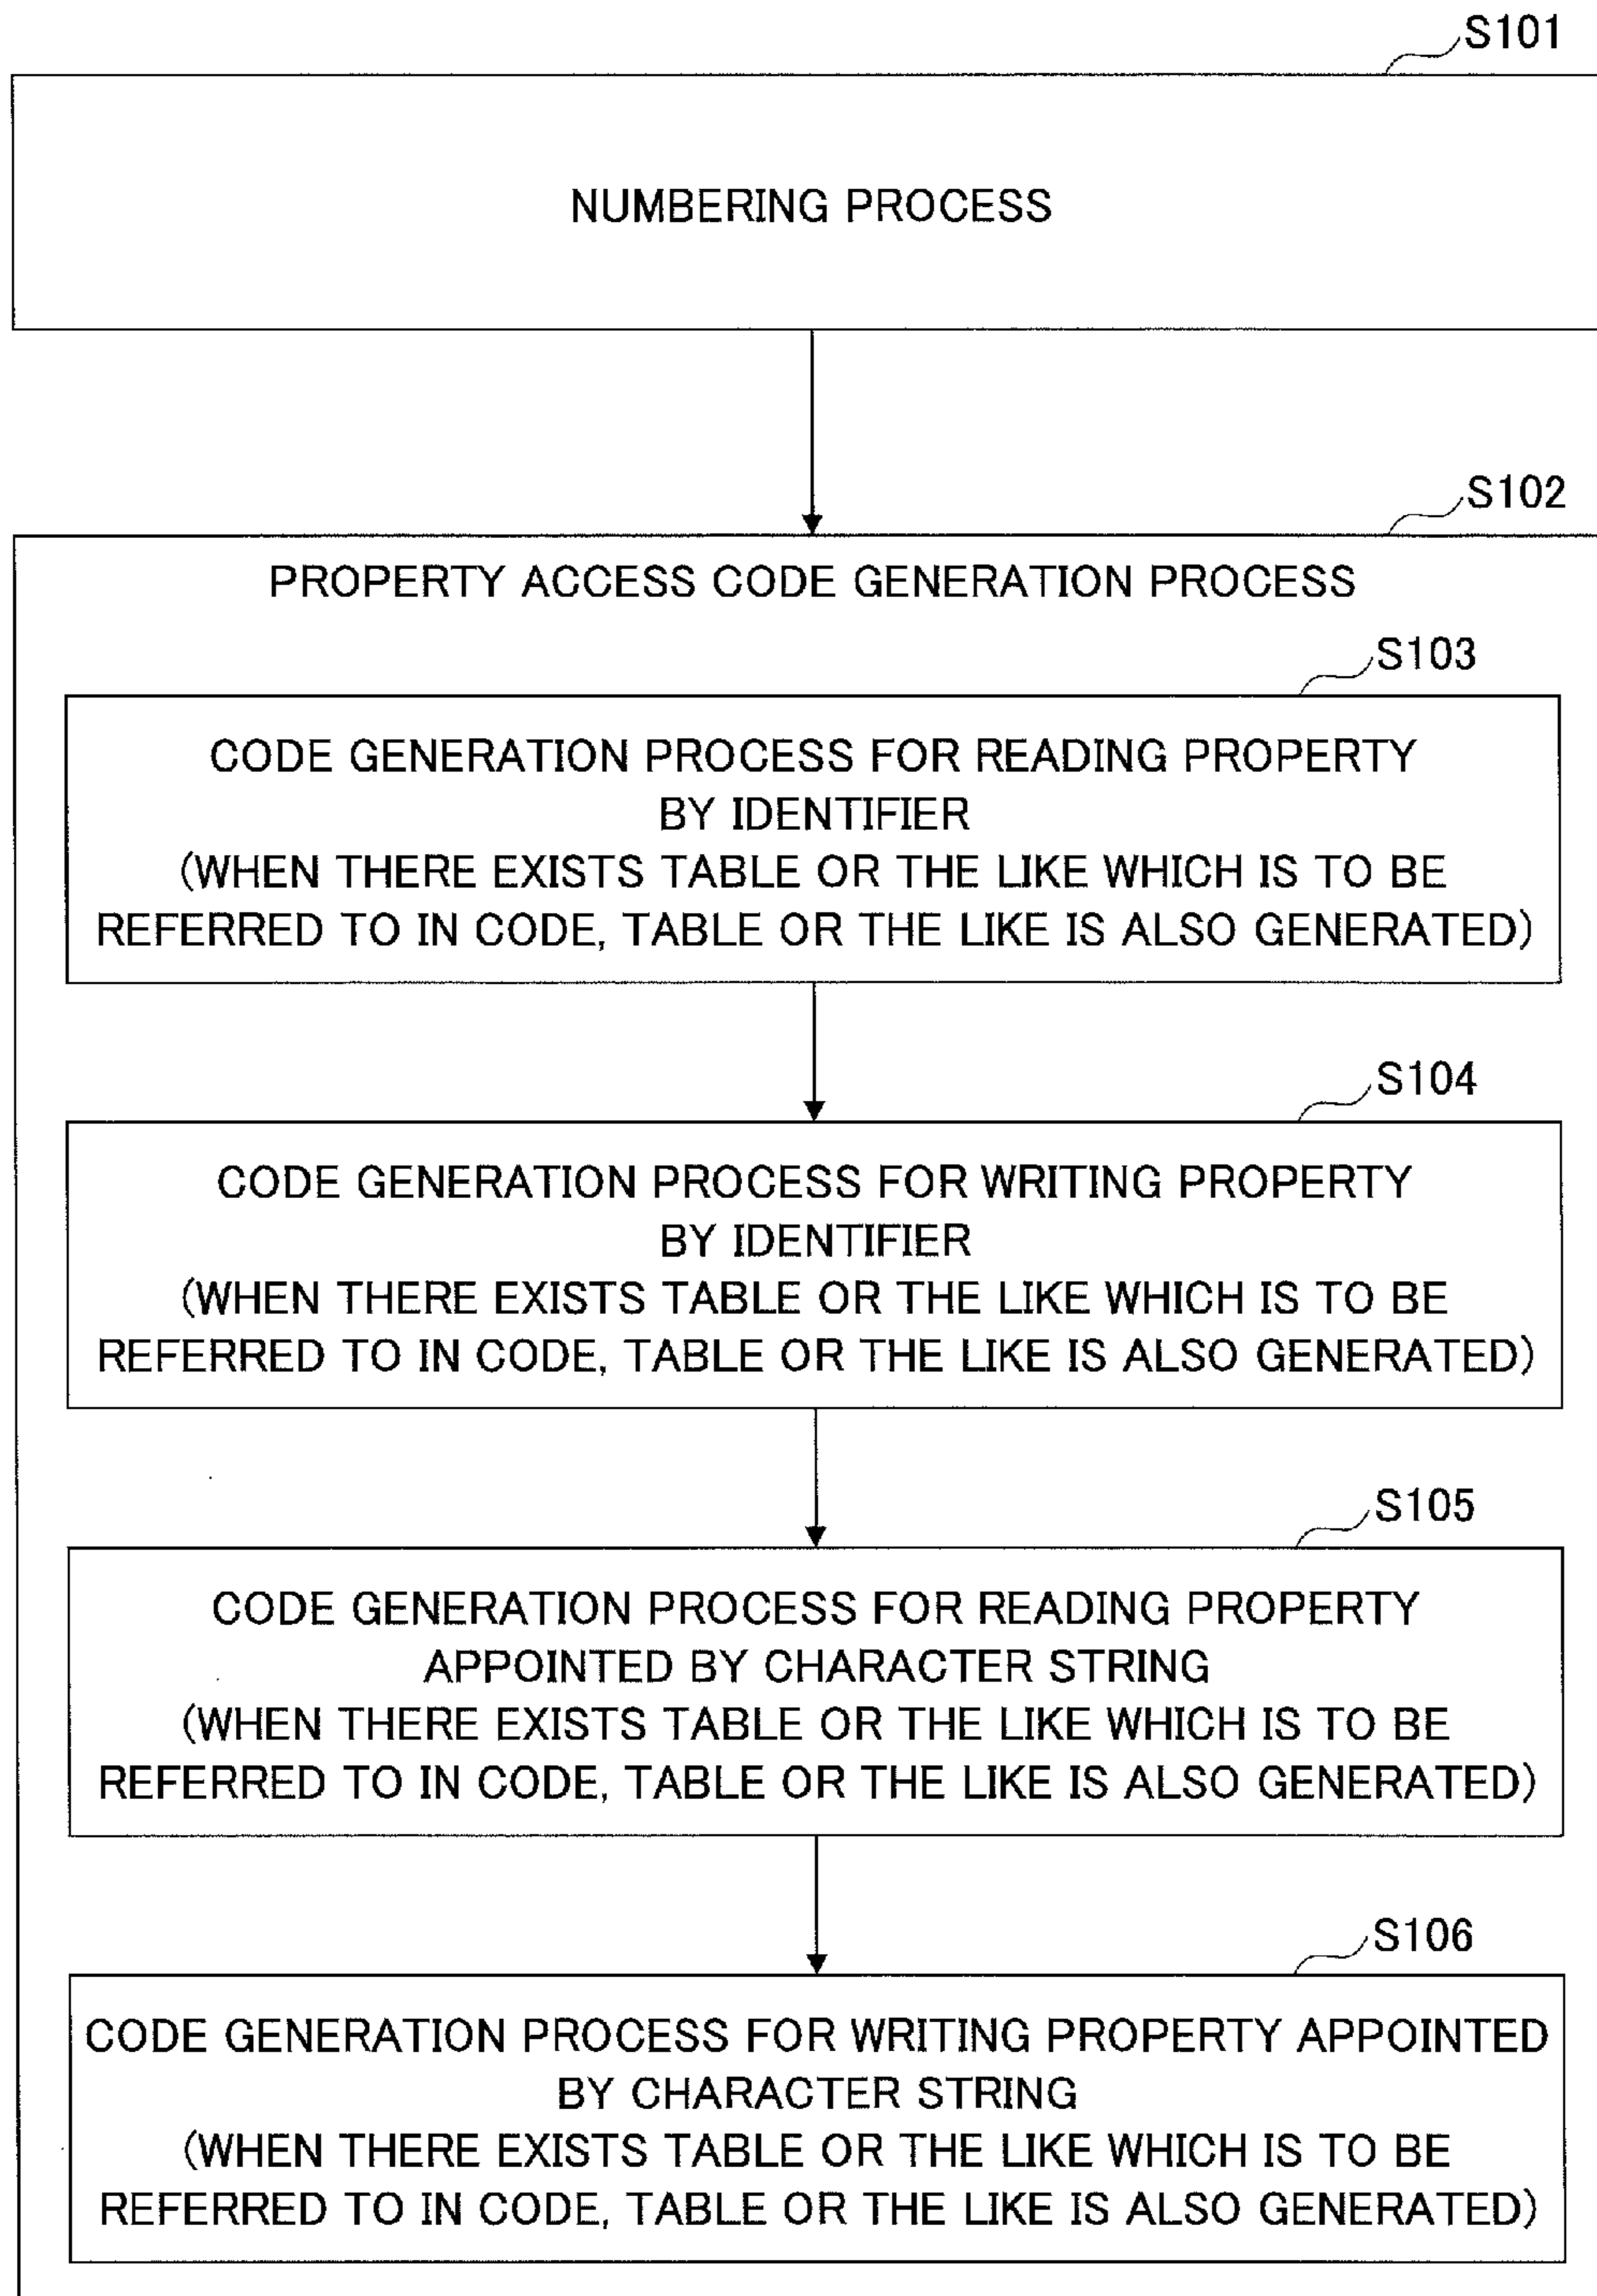 S101
NUMBERING PROCESS
S102
PROPERTY ACCESS CODE GENERATION PROCESS
S103
CODE GENERATION PROCESS FOR READING PROPERTY
BY IDENTIFIER
(WHEN THERE EXISTS TABLE OR THE LIKE WHICH IS TO BE
REFERRED TO IN CODE, TABLE OR THE LIKE IS ALSO GENERATED)
S104
CODE GENERATION PROCESS FOR WRITING PROPERTY
BY IDENTIFIER
(WHEN THERE EXISTS TABLE OR THE LIKE WHICH IS TO BE
REFERRED TO IN CODE, TABLE OR THE LIKE IS ALSO GENERATED)
S105
CODE GENERATION PROCESS FOR READING PROPERTY
APPOINTED BY CHARACTER STRING
(WHEN THERE EXISTS TABLE OR THE LIKE WHICH IS TO BE
REFERRED TO IN CODE, TABLE OR THE LIKE IS ALSO GENERATED)
S106
CODE GENERATION PROCESS FOR WRITING PROPERTY APPOINTED
BY CHARACTER STRING
(WHEN THERE EXISTS TABLE OR THE LIKE WHICH IS TO BE
REFERRED TO IN CODE, TABLE OR THE LIKE IS ALSO GENERATED)